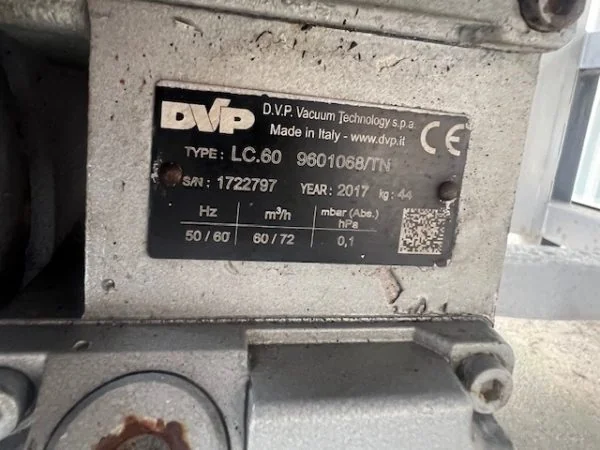 DVP
D.V.P. Vacuum Technology s.p.a.
Made in Italy - www.dvp.it
CE
TYPE: LC.60 9601068/TN
S/N: 1722797 YEAR: 2017 kg: 44
Hz m³/h mbar (Abs.) hPa
50 / 60 60 / 72 0,1